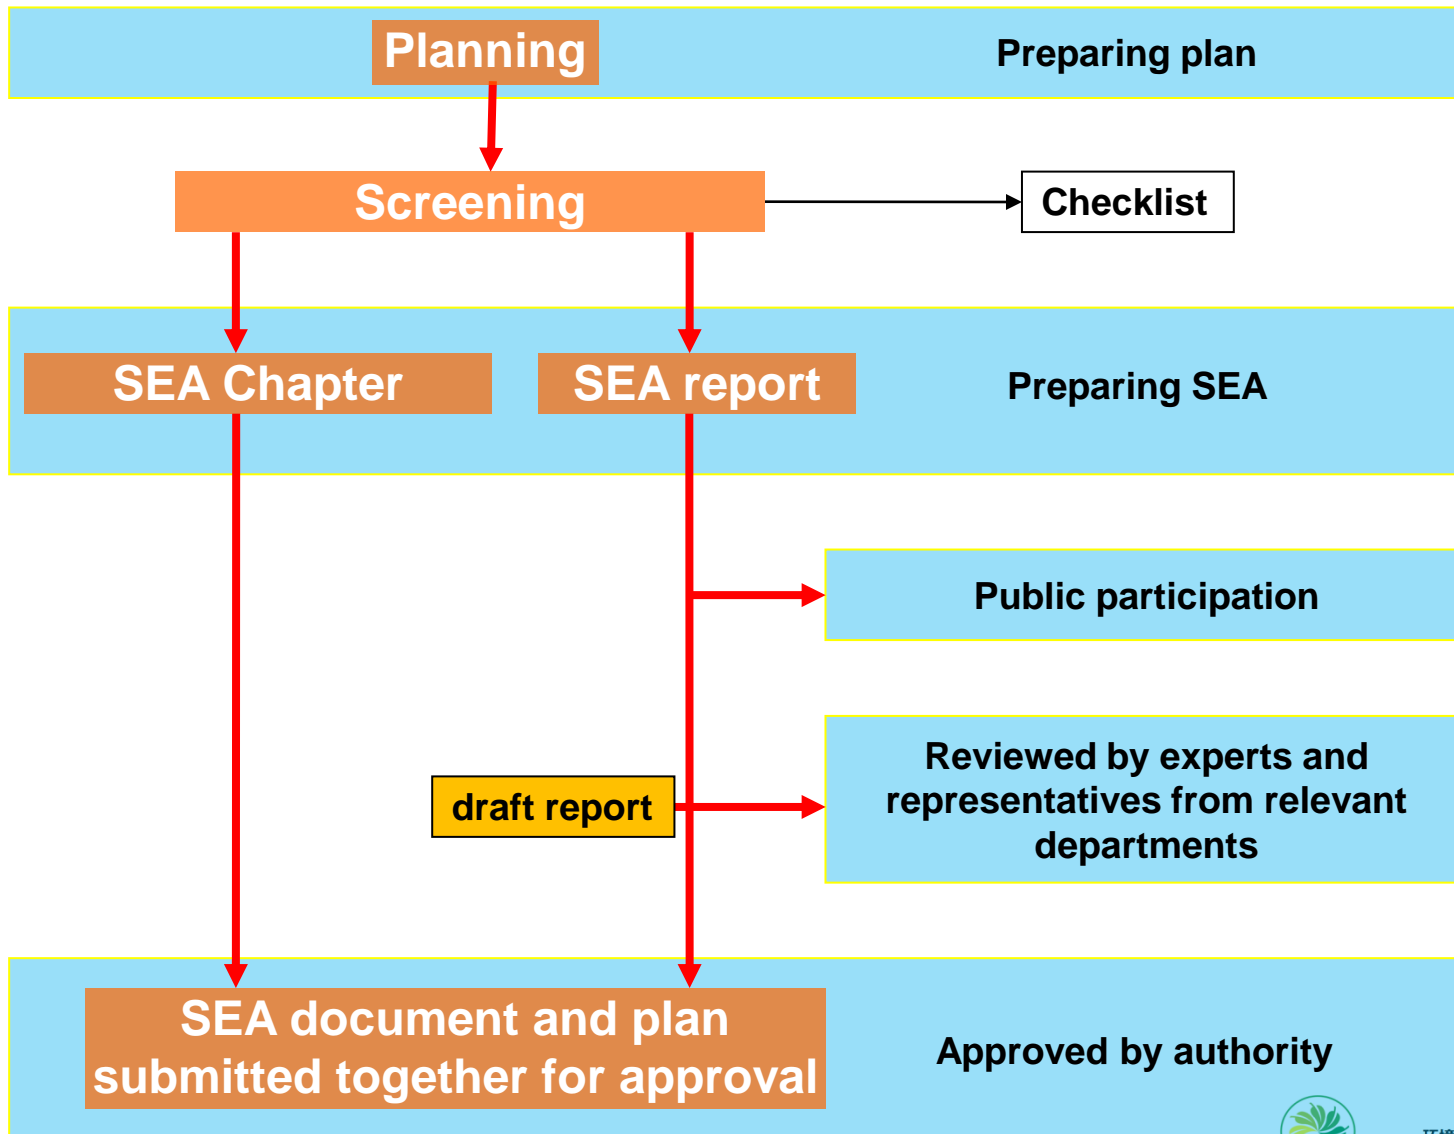 Planning
Preparing plan
Screening
Checklist
SEA Chapter
SEA report
Preparing SEA
Public participation
Reviewed by experts and
representatives from relevant
departments
draft report
SEA document and plan
submitted together for approval
Approved by authority